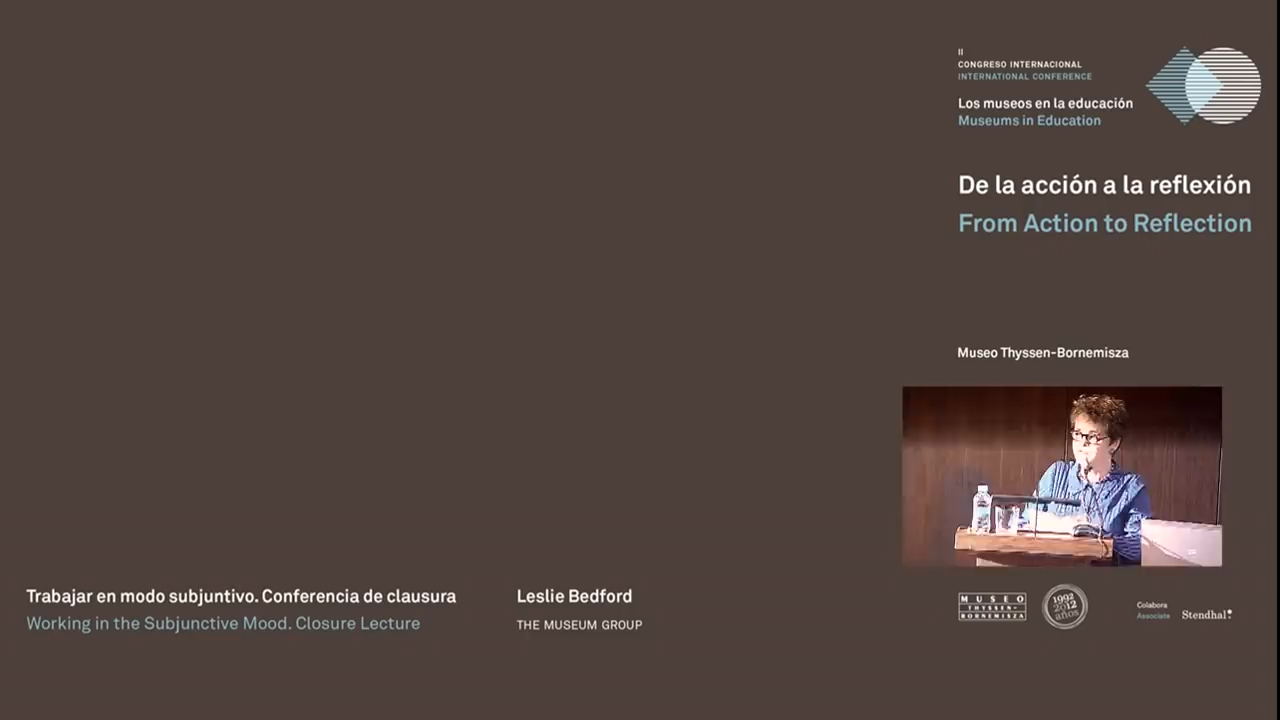 II
CONGRESO INTERNACIONAL
INTERNATIONAL CONFERENCE
Los museos en la educación
Museums in Education
De la acción a la reflexión
From Action to Reflection
Museo Thyssen-Bornemisza
Trabajar en modo subjuntivo. Conferencia de clausura
Working in the Subjunctive Mood. Closure Lecture
Leslie Bedford
THE MUSEUM GROUP
MUSEO
THYSSEN-
BORNEMISZA
1992
2012
años
Colabora
Associate
Stendhal: